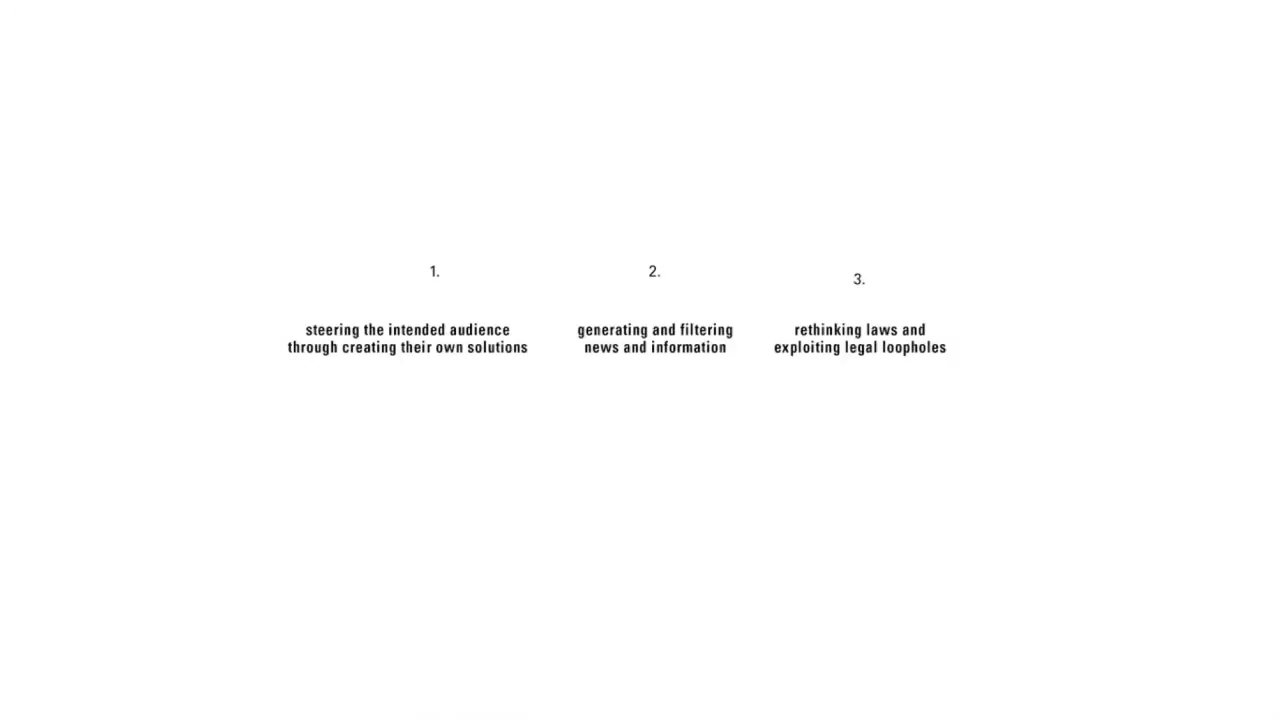 1.
steering the intended audience
through creating their own solutions
2.
generating and filtering
news and information
3.
rethinking laws and
exploiting legal loopholes